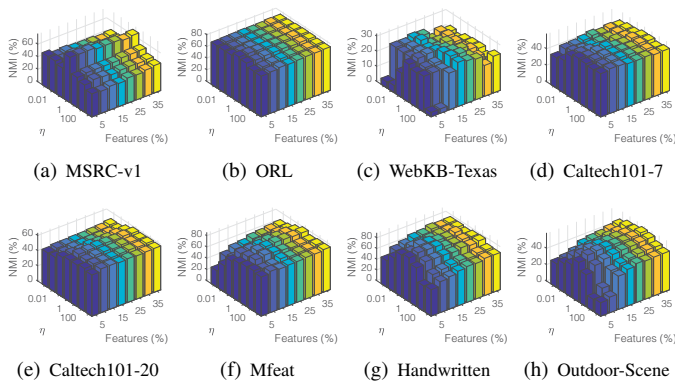 NMI (%)
60
40
20
0
0.01
1
100
η
5
15
25
35
Features (%)
(a) MSRC-v1
NMI (%)
80
60
40
20
0
0.01
1
100
η
5
15
25
35
Features (%)
(b) ORL
NMI (%)
30
20
10
0
0.01
1
100
η
5
15
25
35
Features (%)
(c) WebKB-Texas
NMI (%)
40
20
0
0.01
1
100
η
5
15
25
35
Features (%)
(d) Caltech101-7
NMI (%)
60
40
20
0
0.01
1
100
η
5
15
25
35
Features (%)
(e) Caltech101-20
NMI (%)
80
60
40
20
0
0.01
1
100
η
5
15
25
35
Features (%)
(f) Mfeat
NMI (%)
80
60
40
20
0
0.01
1
100
η
5
15
25
35
Features (%)
(g) Handwritten
NMI (%)
40
20
0
0.01
1
100
η
5
15
25
35
Features (%)
(h) Outdoor-Scene